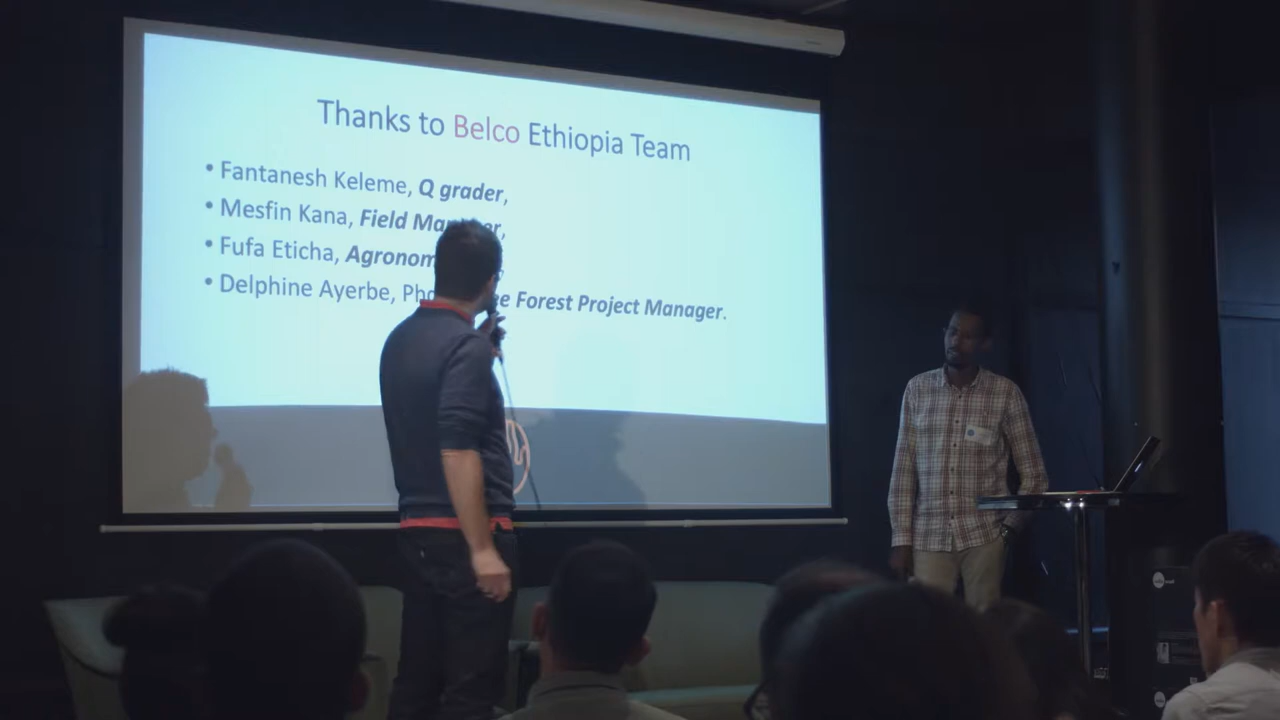 Thanks to Belco Ethiopia Team
• Fantanesh Keleme, Q grader,
• Mesfin Kana, Field
• Fufa Eticha,
• Delphine Ayerbe, Forest Project Manager.